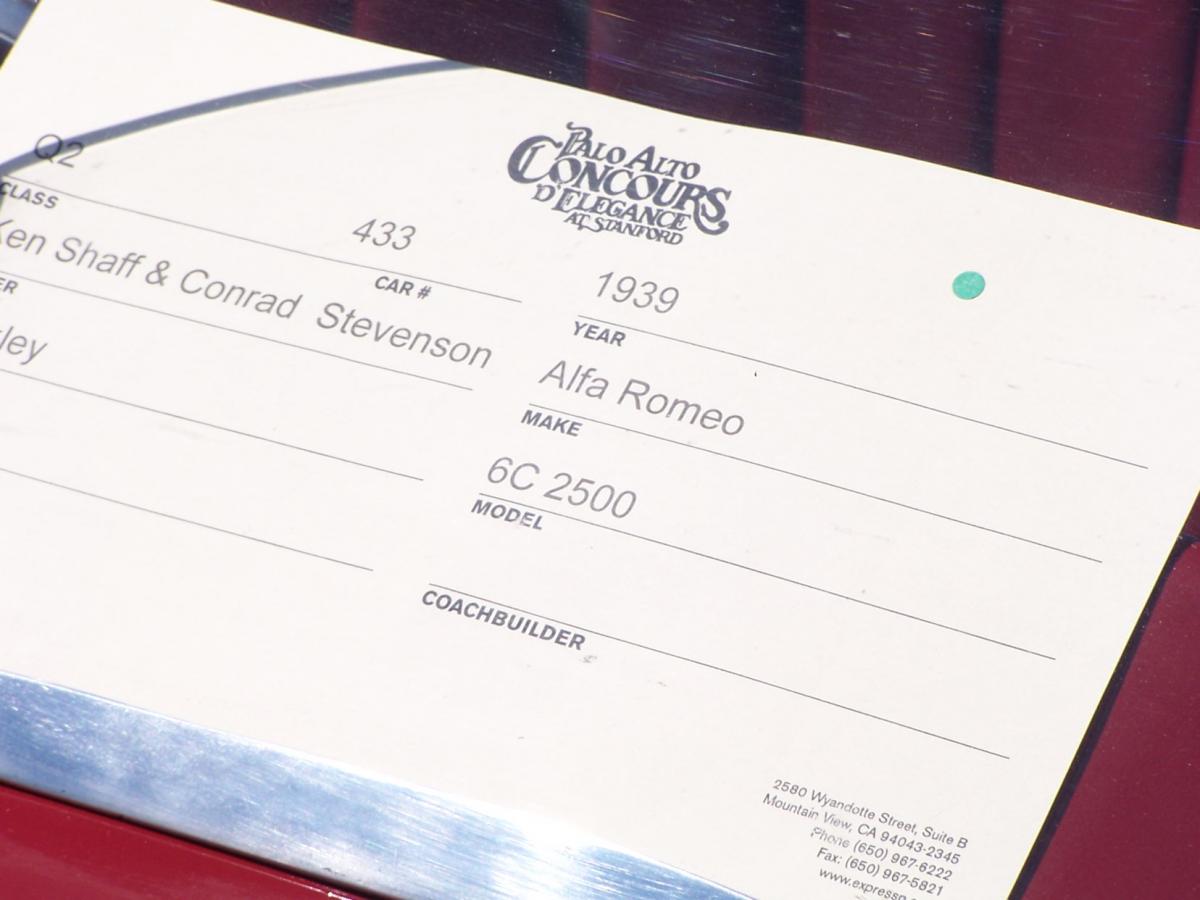 PALO ALTO
CONCOURS
D'ELEGANCE
AT STANFORD
Q2
CLASS
433
CAR #
Ken Shaff & Conrad Stevenson
1939
YEAR
Alfa Romeo
MAKE
6C 2500
MODEL
COACHBUILDER
2580 Wyandotte Street, Suite B
Mountain View, CA 94043-2345
Phone (650) 967-6222
Fax: (650) 967-5821